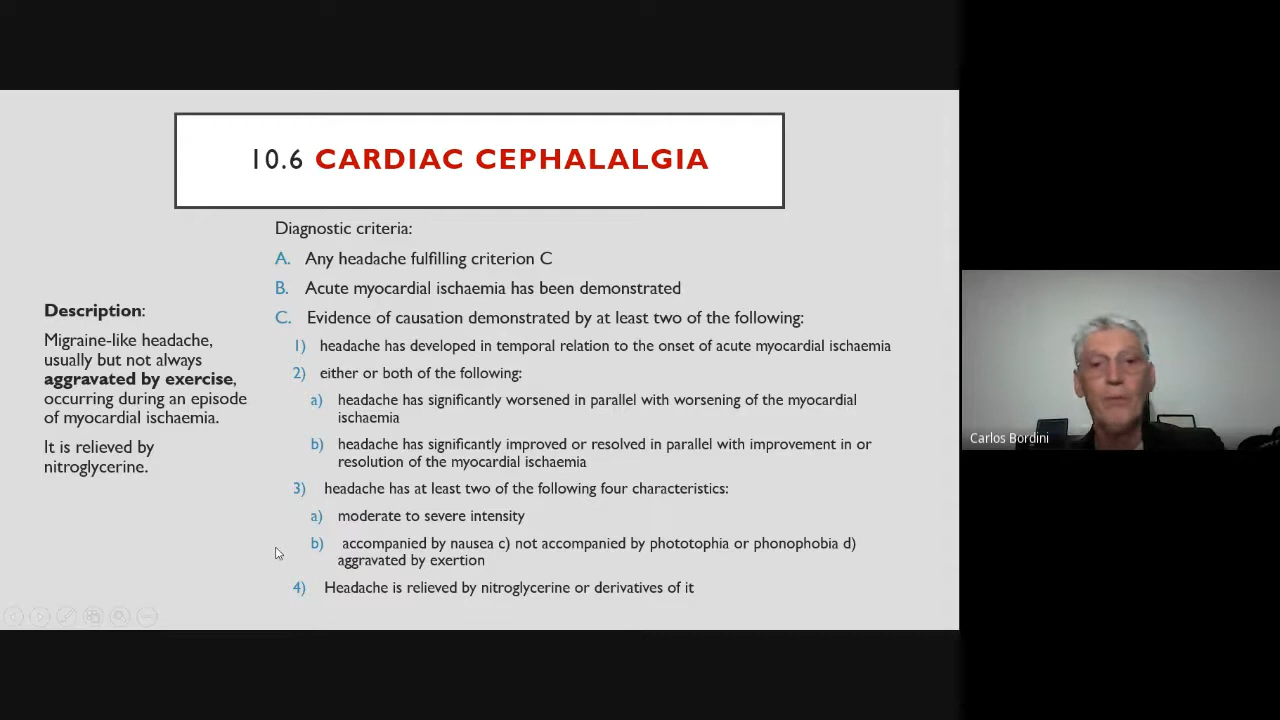 10.6 CARDIAC CEPHALALGIA
Description:
Migraine-like headache,
usually but not always
aggravated by exercise,
occurring during an episode
of myocardial ischaemia.
It is relieved by
nitroglycerine.
Diagnostic criteria:
A. Any headache fulfilling criterion C
B. Acute myocardial ischaemia has been demonstrated
C. Evidence of causation demonstrated by at least two of the following:
1) headache has developed in temporal relation to the onset of acute myocardial ischaemia
2) either or both of the following:
a) headache has significantly worsened in parallel with worsening of the myocardial
ischaemia
b) headache has significantly improved or resolved in parallel with improvement in or
resolution of the myocardial ischaemia
3) headache has at least two of the following four characteristics:
a) moderate to severe intensity
b) accompanied by nausea c) not accompanied by phototophia or phonophobia d)
aggravated by exertion
4) Headache is relieved by nitroglycerine or derivatives of it
Carlos Bordini